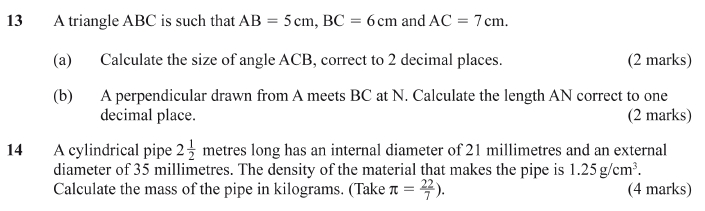 13 A triangle ABC is such that AB = 5 cm, BC = 6 cm and AC = 7 cm.
(a) Calculate the size of angle ACB, correct to 2 decimal places. (2 marks)
(b) A perpendicular drawn from A meets BC at N. Calculate the length AN correct to one
decimal place. (2 marks)
14 A cylindrical pipe 2 1/2 metres long has an internal diameter of 21 millimetres and an external
diameter of 35 millimetres. The density of the material that makes the pipe is 1.25 g/cm³.
Calculate the mass of the pipe in kilograms. (Take π = 22/7). (4 marks)